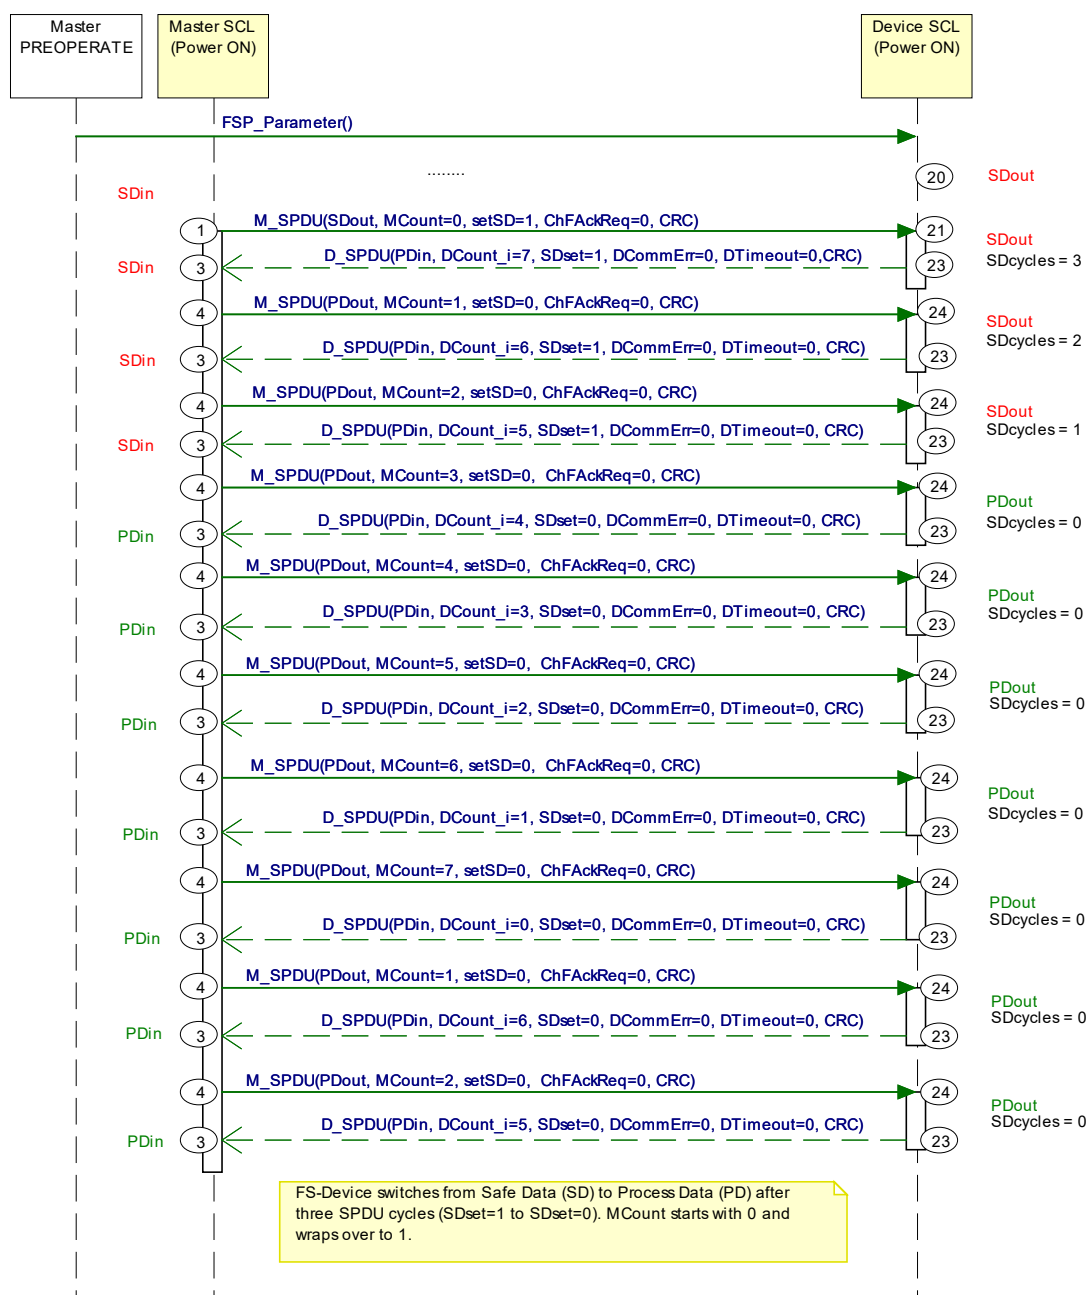 Master
PREOPERATE
Master SCL
(Power ON)
Device SCL
(Power ON)
FSP_Parameter()
........
20
SDout
SDin
1
M_SPDU(SDout, MCount=0, setSD=1, ChFAckReq=0, CRC)
21
SDout
SDcycles = 3
SDin
3
D_SPDU(PDin, DCount_i=7, SDset=1, DCommErr=0, DTimeout=0,CRC)
23
4
M_SPDU(PDout, MCount=1, setSD=0, ChFAckReq=0, CRC)
24
SDout
SDcycles = 2
SDin
3
D_SPDU(PDin, DCount_i=6, SDset=1, DCommErr=0, DTimeout=0, CRC)
23
4
M_SPDU(PDout, MCount=2, setSD=0, ChFAckReq=0, CRC)
24
SDout
SDcycles = 1
SDin
3
D_SPDU(PDin, DCount_i=5, SDset=1, DCommErr=0, DTimeout=0, CRC)
23
4
M_SPDU(PDout, MCount=3, setSD=0, ChFAckReq=0, CRC)
24
PDout
SDcycles = 0
PDin
3
D_SPDU(PDin, DCount_i=4, SDset=0, DCommErr=0, DTimeout=0, CRC)
23
4
M_SPDU(PDout, MCount=4, setSD=0, ChFAckReq=0, CRC)
24
PDout
SDcycles = 0
PDin
3
D_SPDU(PDin, DCount_i=3, SDset=0, DCommErr=0, DTimeout=0, CRC)
23
4
M_SPDU(PDout, MCount=5, setSD=0, ChFAckReq=0, CRC)
24
PDout
SDcycles = 0
PDin
3
D_SPDU(PDin, DCount_i=2, SDset=0, DCommErr=0, DTimeout=0, CRC)
23
4
M_SPDU(PDout, MCount=6, setSD=0, ChFAckReq=0, CRC)
24
PDout
SDcycles = 0
PDin
3
D_SPDU(PDin, DCount_i=1, SDset=0, DCommErr=0, DTimeout=0, CRC)
23
4
M_SPDU(PDout, MCount=7, setSD=0, ChFAckReq=0, CRC)
24
PDout
SDcycles = 0
PDin
3
D_SPDU(PDin, DCount_i=0, SDset=0, DCommErr=0, DTimeout=0, CRC)
23
4
M_SPDU(PDout, MCount=1, setSD=0, ChFAckReq=0, CRC)
24
PDout
SDcycles = 0
PDin
3
D_SPDU(PDin, DCount_i=6, SDset=0, DCommErr=0, DTimeout=0, CRC)
23
4
M_SPDU(PDout, MCount=2, setSD=0, ChFAckReq=0, CRC)
24
PDout
SDcycles = 0
PDin
3
D_SPDU(PDin, DCount_i=5, SDset=0, DCommErr=0, DTimeout=0, CRC)
23
FS-Device switches from Safe Data (SD) to Process Data (PD) after
three SPDU cycles (SDset=1 to SDset=0). MCount starts with 0 and
wraps over to 1.